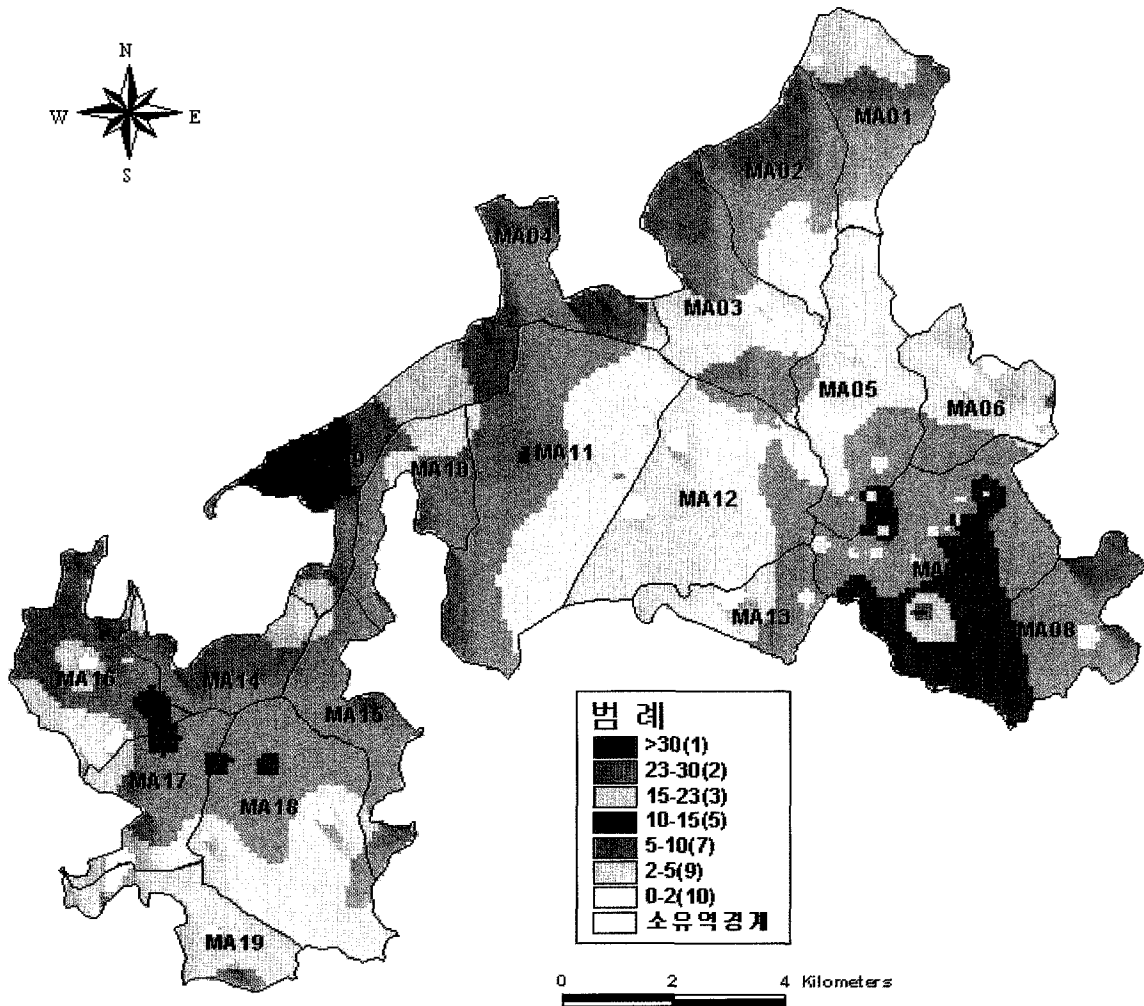 N
W E
S
MA01
MA02
MA04
MA03
MA05
MA06
MA11
MA10
MA12
MA13
MA08
MA16
MA14
MA15
MA17
MA18
MA19
범 례
>30(1)
23-30(2)
15-23(3)
10-15(5)
5-10(7)
2-5(9)
0-2(10)
소유역경계
0 2 4 Kilometers